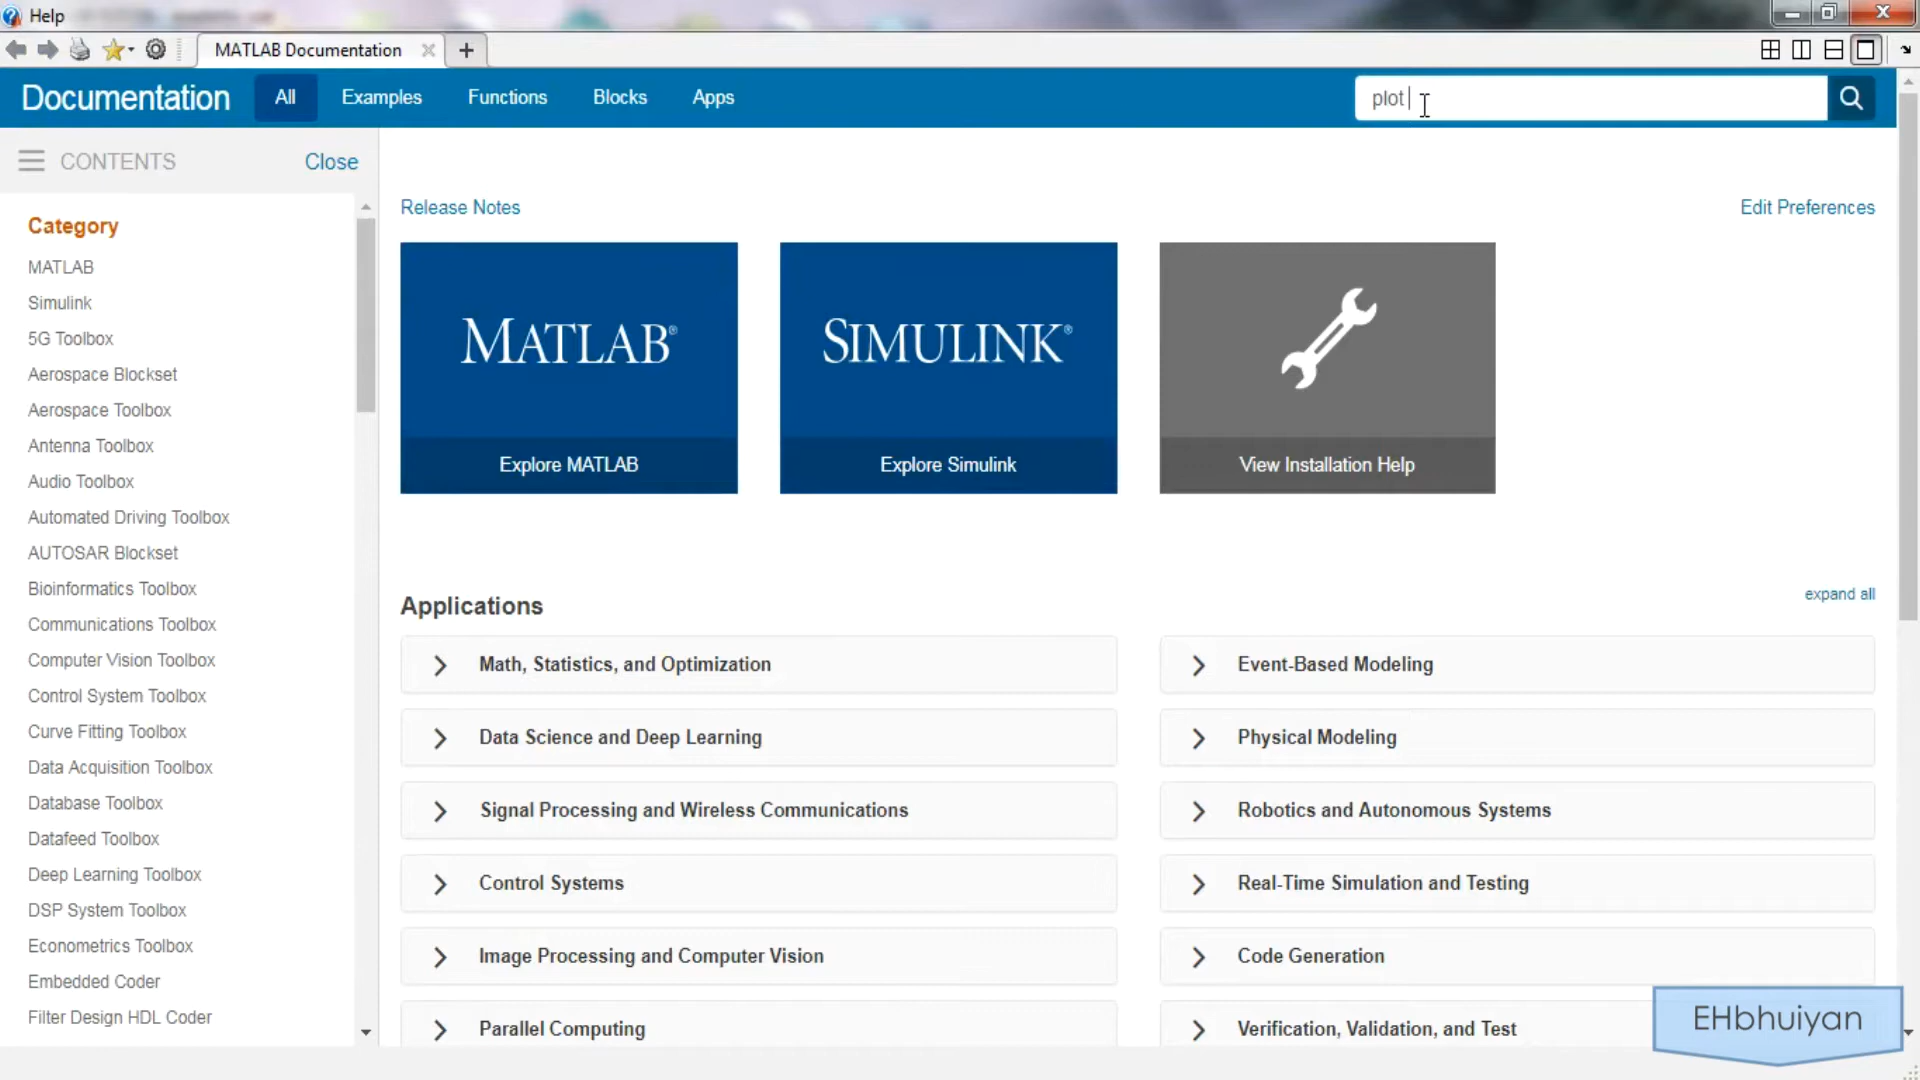 Help
MATLAB Documentation
Documentation
All
Examples
Functions
Blocks
Apps
plot
CONTENTS
Close
Category
MATLAB
Simulink
5G Toolbox
Aerospace Blockset
Aerospace Toolbox
Antenna Toolbox
Audio Toolbox
Automated Driving Toolbox
AUTOSAR Blockset
Bioinformatics Toolbox
Communications Toolbox
Computer Vision Toolbox
Control System Toolbox
Curve Fitting Toolbox
Data Acquisition Toolbox
Database Toolbox
Datafeed Toolbox
Deep Learning Toolbox
DSP System Toolbox
Econometrics Toolbox
Embedded Coder
Filter Design HDL Coder
Release Notes
Edit Preferences
MATLAB®
Explore MATLAB
SIMULINK®
Explore Simulink
View Installation Help
Applications
expand all
Math, Statistics, and Optimization
Event-Based Modeling
Data Science and Deep Learning
Physical Modeling
Signal Processing and Wireless Communications
Robotics and Autonomous Systems
Control Systems
Real-Time Simulation and Testing
Image Processing and Computer Vision
Code Generation
Parallel Computing
Verification, Validation, and Test
EHbhuiyan